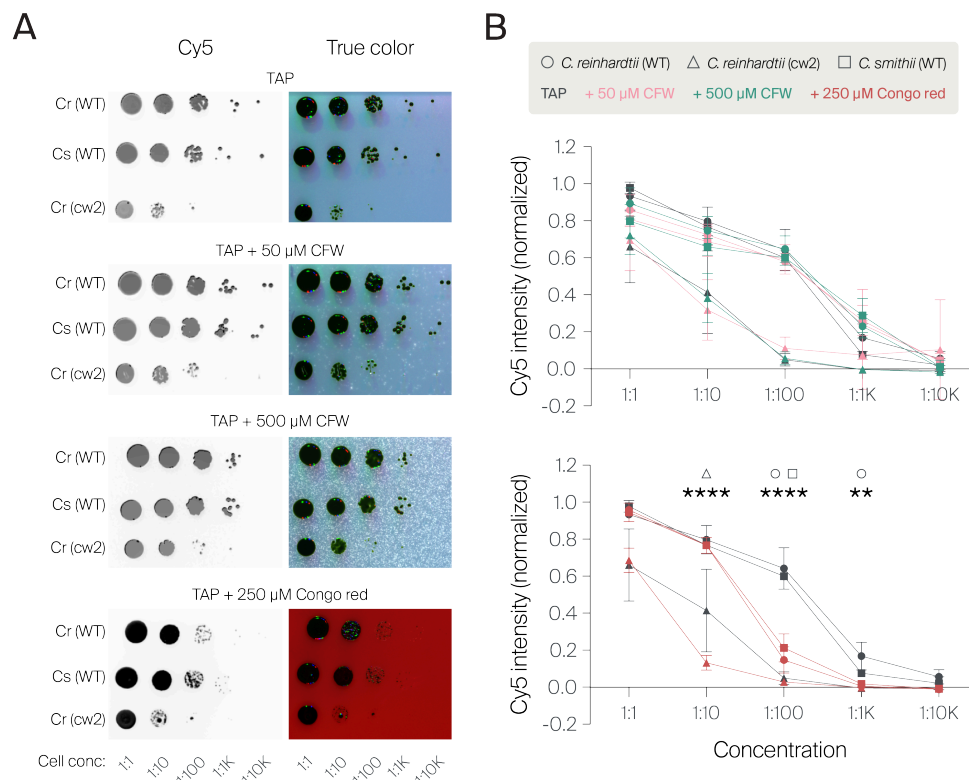 A
Cy5
True color
TAP
Cr (WT)
Cs (WT)
Cr (cw2)
TAP + 50 µM CFW
Cr (WT)
Cs (WT)
Cr (cw2)
TAP + 500 µM CFW
Cr (WT)
Cs (WT)
Cr (cw2)
TAP + 250 µM Congo red
Cr (WT)
Cs (WT)
Cr (cw2)
Cell conc: 1:1 1:10 1:100 1:1K 1:10K 1:1 1:10 1:100 1:1K 1:10K
B
C. reinhardtii (WT) C. reinhardtii (cw2) C. smithii (WT)
TAP + 50 µM CFW + 500 µM CFW + 250 µM Congo red
Cy5 intensity (normalized)
1.2
1.0
0.8
0.6
0.4
0.2
0.0
-0.2
1:1 1:10 1:100 1:1K 1:10K
Cy5 intensity (normalized)
1.2
1.0
0.8
0.6
0.4
0.2
0.0
-0.2
**** **** **
1:1 1:10 1:100 1:1K 1:10K
Concentration